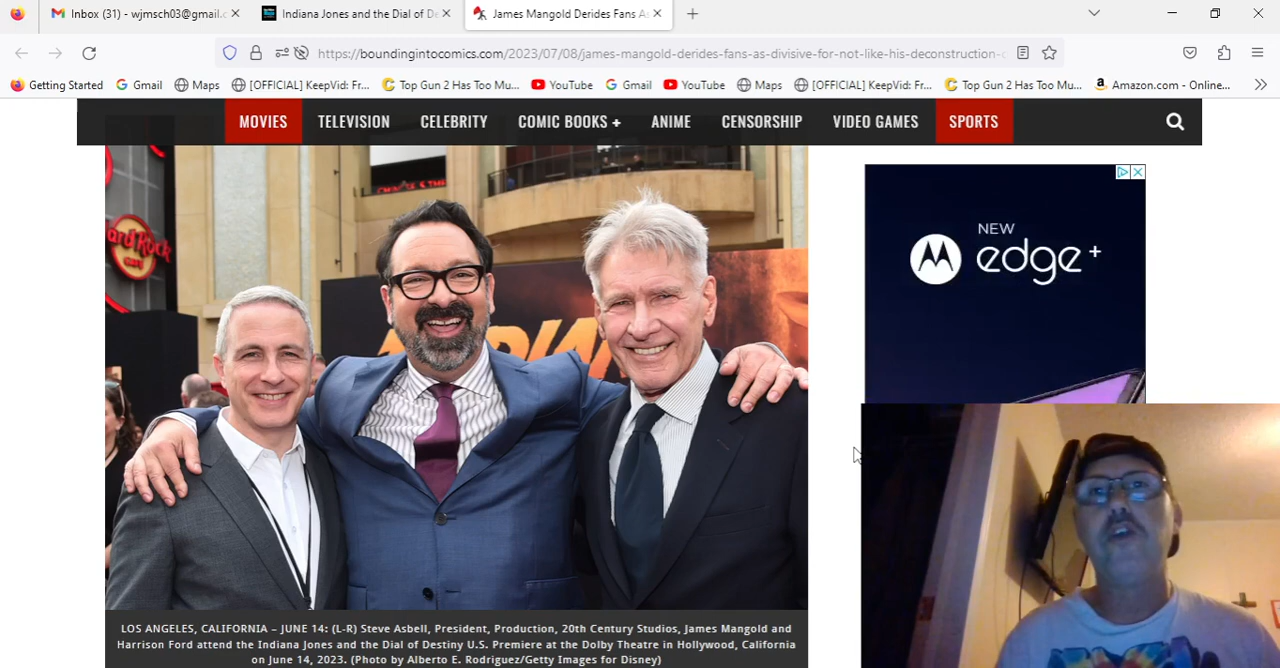 Inbox (31) - wjmsch03@gmail.c
Indiana Jones and the Dial of De
James Mangold Derides Fans As
https://boundingintocomics.com/2023/07/08/james-mangold-derides-fans-as-divisive-for-not-like-his-deconstruction-c
Getting Started
Gmail
Maps
[OFFICIAL] KeepVid: Fr...
Top Gun 2 Has Too Mu...
YouTube
Gmail
YouTube
Maps
[OFFICIAL] KeepVid: Fr...
Top Gun 2 Has Too Mu...
Amazon.com - Online...
MOVIES
TELEVISION
CELEBRITY
COMIC BOOKS +
ANIME
CENSORSHIP
VIDEO GAMES
SPORTS
Hard Rock
NEW
edge+
LOS ANGELES, CALIFORNIA – JUNE 14: (L-R) Steve Asbell, President, Production, 20th Century Studios, James Mangold and
Harrison Ford attend the Indiana Jones and the Dial of Destiny U.S. Premiere at the Dolby Theatre in Hollywood, California
on June 14, 2023. (Photo by Alberto E. Rodriguez/Getty Images for Disney)